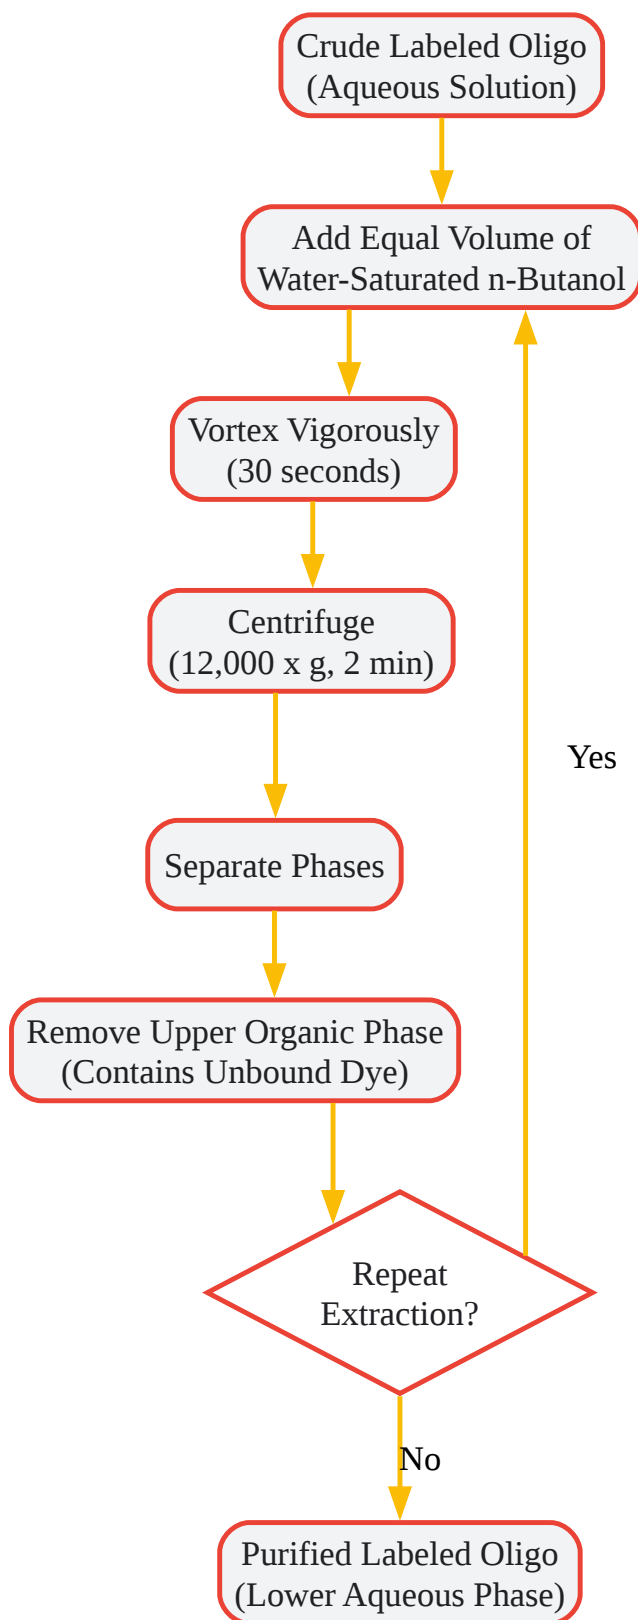 Crude Labeled Oligo
(Aqueous Solution)
Add Equal Volume of
Water-Saturated n-Butanol
Vortex Vigorously
(30 seconds)
Centrifuge
(12,000 x g, 2 min)
Yes
Separate Phases
Remove Upper Organic Phase
(Contains Unbound Dye)
Repeat
Extraction?
No
Purified Labeled Oligo
(Lower Aqueous Phase)